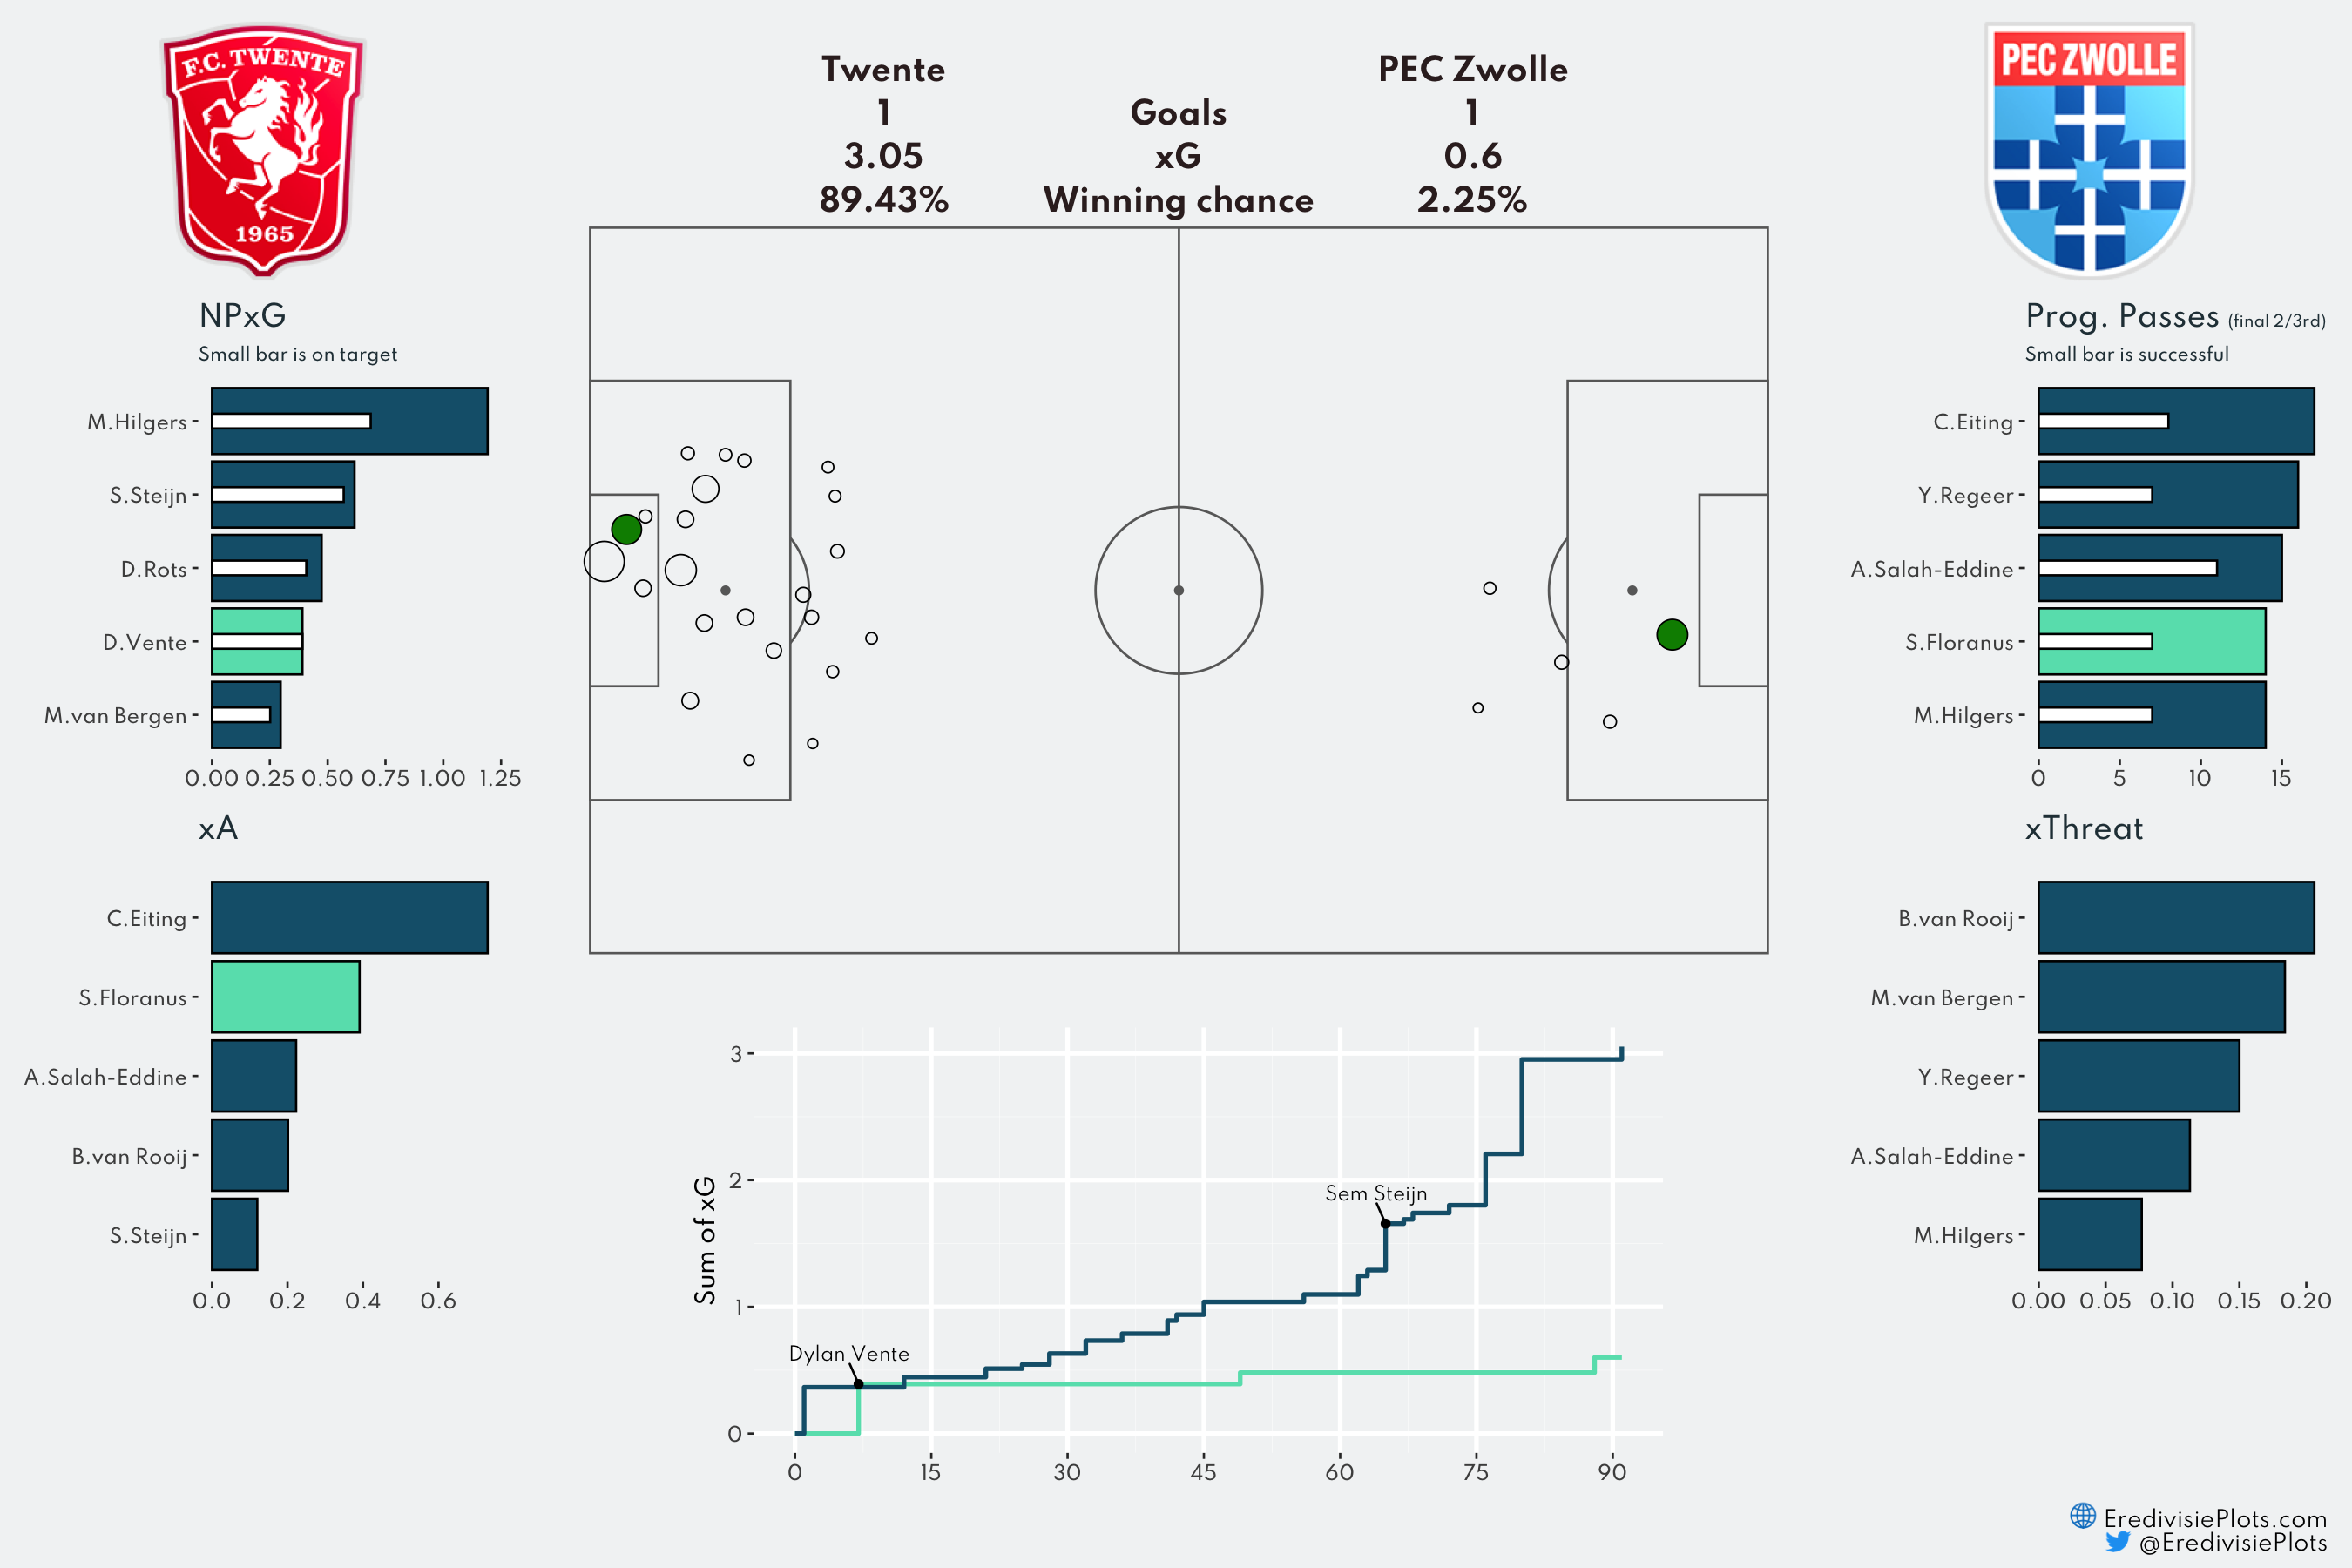 F.C. TWENTE
1965
Twente PEC Zwolle
1 Goals 1
3.05 xG 0.6
89.43% Winning chance 2.25%
PEC ZWOLLE
NPxG
Small bar is on target
M.Hilgers
S.Steijn
D.Rots
D.Vente
M.van Bergen
0.00 0.25 0.50 0.75 1.00 1.25
xA
C.Eiting
S.Floranus
A.Salah-Eddine
B.van Rooij
S.Steijn
0.0 0.2 0.4 0.6
Sum of xG
3
2
1
0
Sem Steijn
Dylan Vente
0 15 30 45 60 75 90
Prog. Passes (final 2/3rd)
Small bar is successful
C.Eiting
Y.Regeer
A.Salah-Eddine
S.Floranus
M.Hilgers
0 5 10 15
xThreat
B.van Rooij
M.van Bergen
Y.Regeer
A.Salah-Eddine
M.Hilgers
0.00 0.05 0.10 0.15 0.20
EredivisiePlots.com
@EredivisiePlots